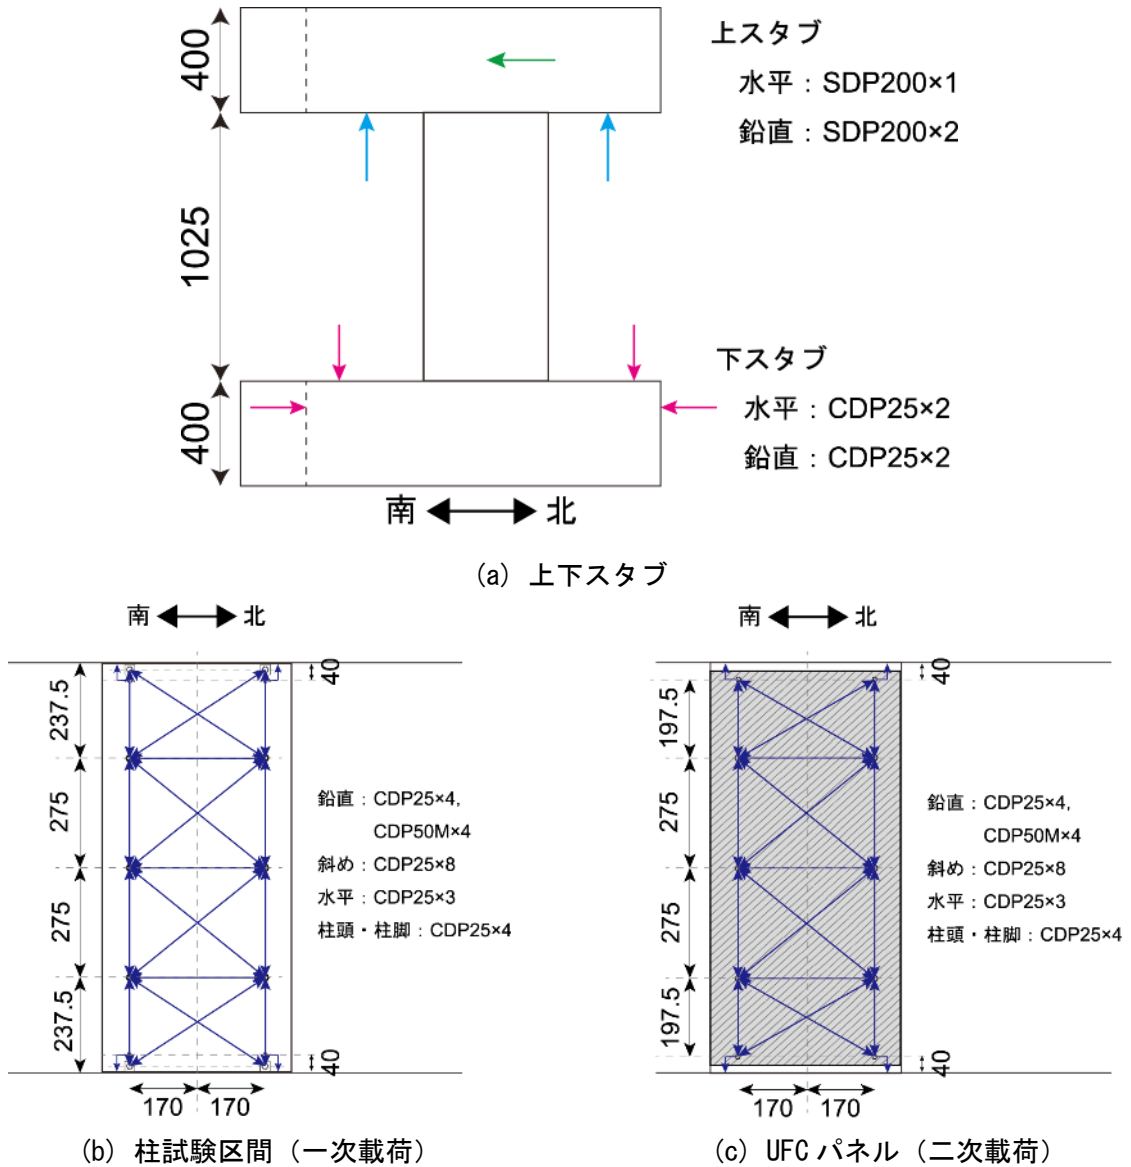 400
1025
400
上スタブ
水平：SDP200×1
鉛直：SDP200×2
下スタブ
水平：CDP25×2
鉛直：CDP25×2
南 北
(a) 上下スタブ
南 北
237.5
275
275
237.5
40
40
170 170
鉛直：CDP25×4,
CDP50M×4
斜め：CDP25×8
水平：CDP25×3
柱頭・柱脚：CDP25×4
(b) 柱試験区間（一次載荷）
南 北
197.5
275
275
197.5
40
40
170 170
鉛直：CDP25×4,
CDP50M×4
斜め：CDP25×8
水平：CDP25×3
柱頭・柱脚：CDP25×4
(c) UFC パネル（二次載荷）